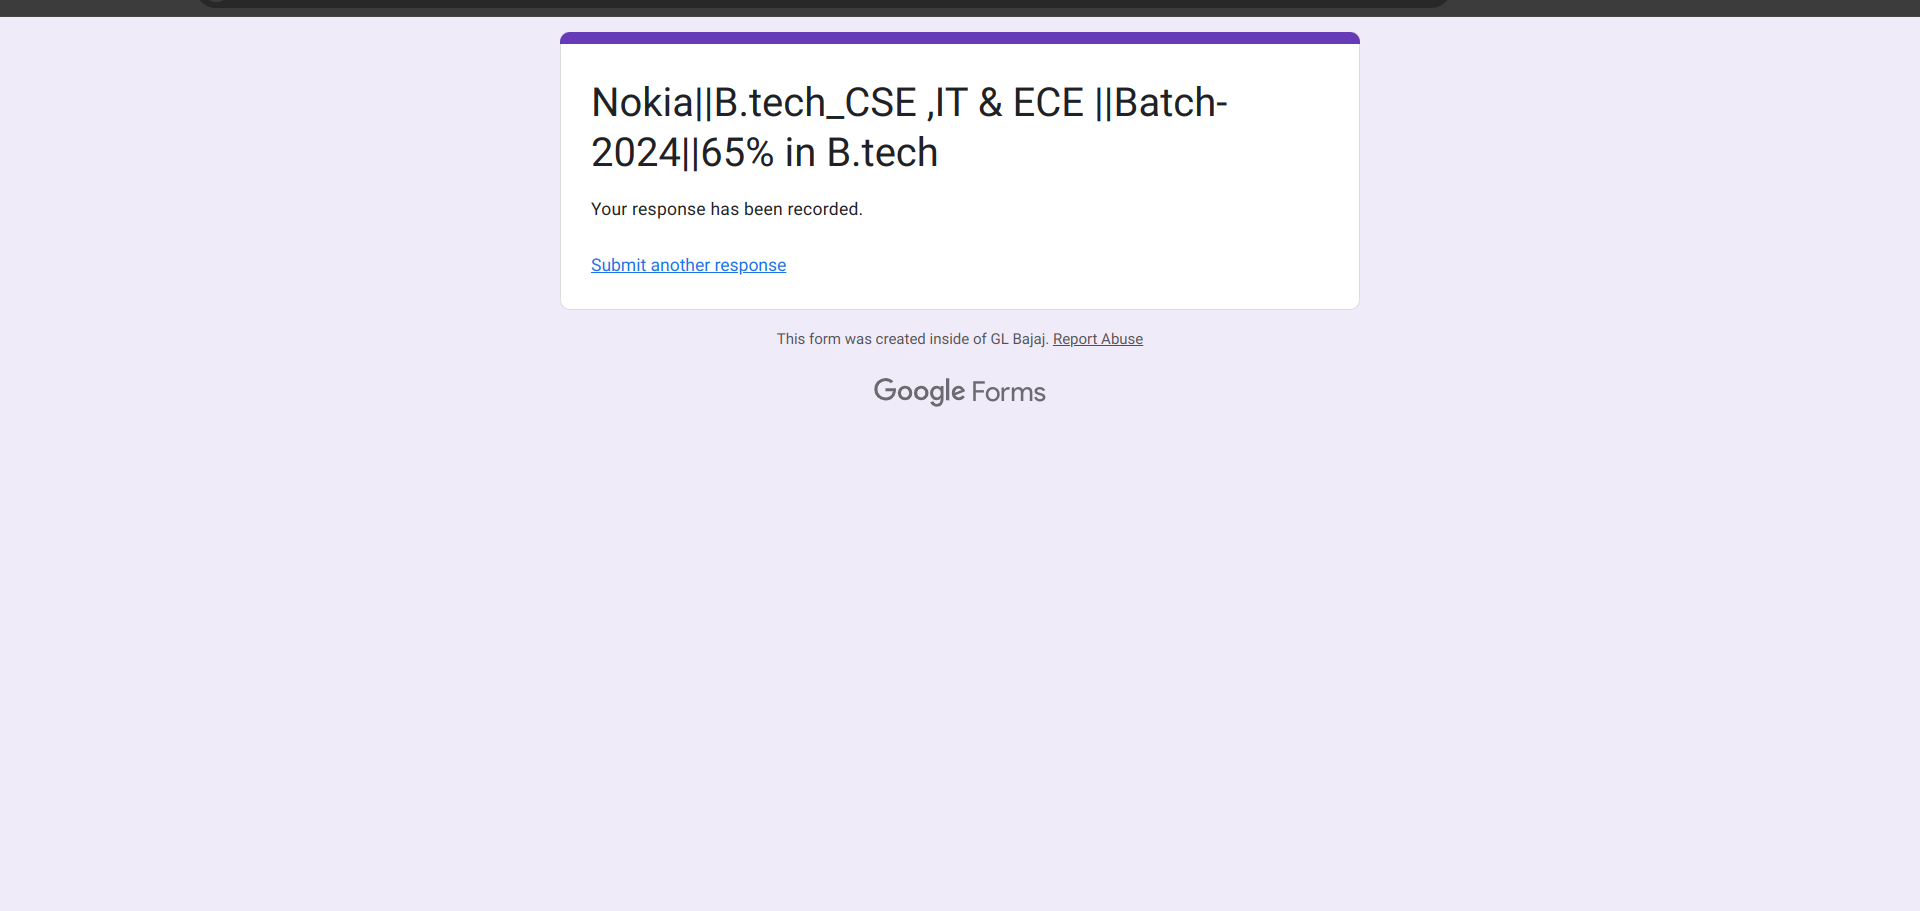 Nokia||B.tech_CSE ,IT & ECE ||Batch-
2024||65% in B.tech
Your response has been recorded.
Submit another response
This form was created inside of GL Bajaj. Report Abuse
Google Forms